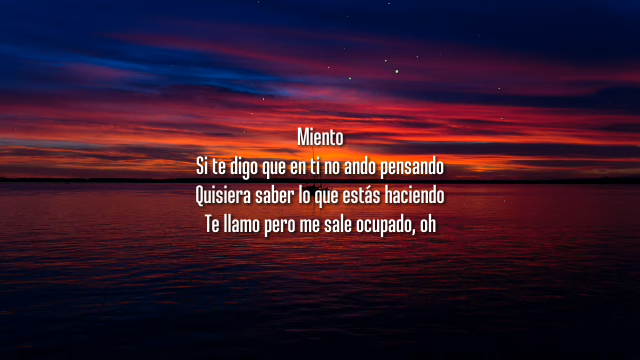 Miento
Si te digo que en ti no ando pensando
Quisiera saber lo que estás haciendo
Te llamo pero me sale ocupado, oh